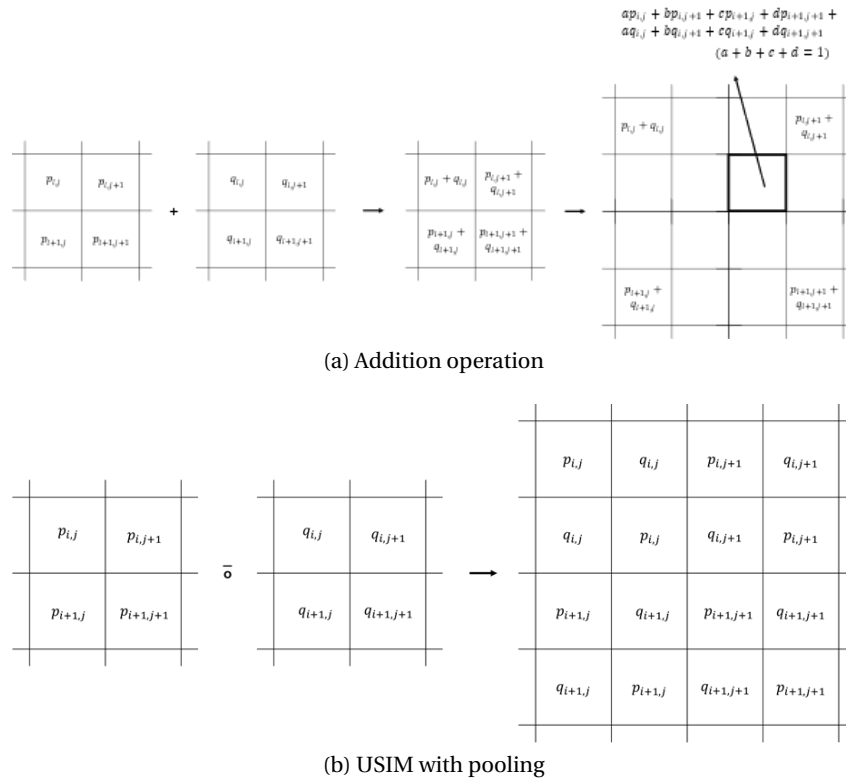 ap_{i,j} + bp_{i,j+1} + cp_{i+1,j} + dp_{i+1,j+1} +
aq_{i,j} + bq_{i,j+1} + cq_{i+1,j} + dq_{i+1,j+1}
(a + b + c + d = 1)
p_{i,j} + q_{i,j} p_{i,j+1} +
q_{i,j+1}
p_{i,j} p_{i,j+1} q_{i,j} q_{i,j+1} p_{i,j} + q_{i,j} p_{i,j+1} +
q_{i,j+1}
+
p_{i+1,j} p_{i+1,j+1} q_{i+1,j} q_{i+1,j+1} p_{i+1,j} + p_{i+1,j+1} +
q_{i+1,j} q_{i+1,j+1}
p_{i+1,j} + p_{i+1,j+1} +
q_{i+1,j} q_{i+1,j+1}
(a) Addition operation
p_{i,j} q_{i,j} p_{i,j+1} q_{i,j+1}
p_{i,j} p_{i,j+1} q_{i,j} q_{i,j+1} q_{i,j} p_{i,j} q_{i,j+1} p_{i,j+1}
ō
p_{i+1,j} p_{i+1,j+1} q_{i+1,j} q_{i+1,j+1} p_{i+1,j} q_{i+1,j} p_{i+1,j+1} q_{i+1,j+1}
q_{i+1,j} p_{i+1,j} q_{i+1,j+1} p_{i+1,j+1}
(b) USIM with pooling